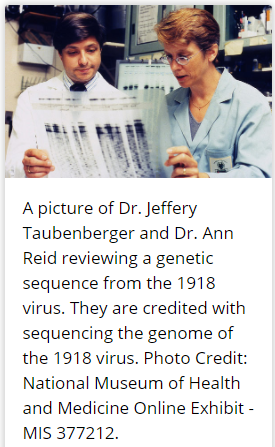 A picture of Dr. Jeffery
Taubenberger and Dr. Ann
Reid reviewing a genetic
sequence from the 1918
virus. They are credited with
sequencing the genome of
the 1918 virus. Photo Credit:
National Museum of Health
and Medicine Online Exhibit -
MIS 377212.